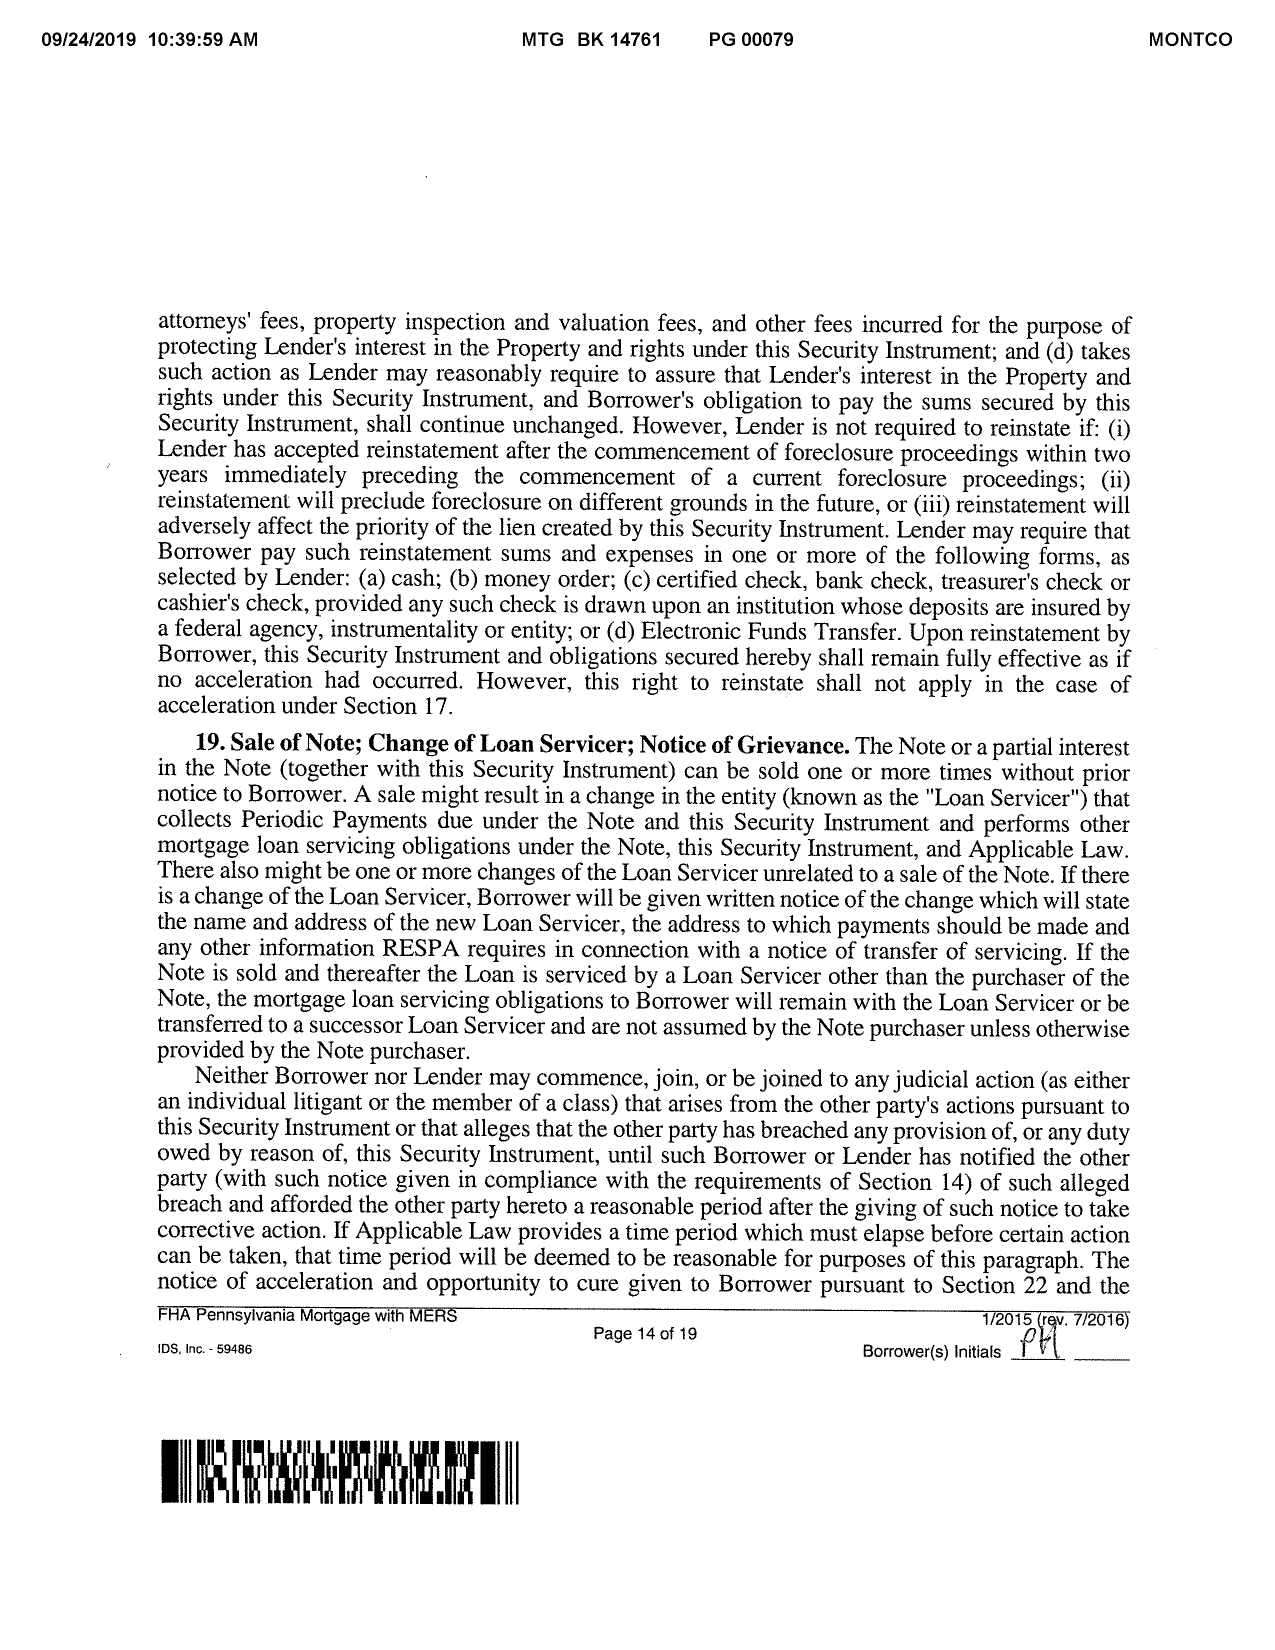 09/24/2019 10:39:59 AM MTG BK 14761 PG 00079 MONTCO
attorneys' fees, property inspection and valuation fees, and other fees incurred for the purpose of
protecting Lender's interest in the Property and rights under this Security Instrument; and (d) takes
such action as Lender may reasonably require to assure that Lender's interest in the Property and
rights under this Security Instrument, and Borrower's obligation to pay the sums secured by this
Security Instrument, shall continue unchanged. However, Lender is not required to reinstate if: (i)
Lender has accepted reinstatement after the commencement of foreclosure proceedings within two
years immediately preceding the commencement of a current foreclosure proceedings; (ii)
reinstatement will preclude foreclosure on different grounds in the future, or (iii) reinstatement will
adversely affect the priority of the lien created by this Security Instrument. Lender may require that
Borrower pay such reinstatement sums and expenses in one or more of the following forms, as
selected by Lender: (a) cash; (b) money order; (c) certified check, bank check, treasurer's check or
cashier's check, provided any such check is drawn upon an institution whose deposits are insured by
a federal agency, instrumentality or entity; or (d) Electronic Funds Transfer. Upon reinstatement by
Borrower, this Security Instrument and obligations secured hereby shall remain fully effective as if
no acceleration had occurred. However, this right to reinstate shall not apply in the case of
acceleration under Section 17.
19. Sale of Note; Change of Loan Servicer; Notice of Grievance. The Note or a partial interest
in the Note (together with this Security Instrument) can be sold one or more times without prior
notice to Borrower. A sale might result in a change in the entity (known as the "Loan Servicer") that
collects Periodic Payments due under the Note and this Security Instrument and performs other
mortgage loan servicing obligations under the Note, this Security Instrument, and Applicable Law.
There also might be one or more changes of the Loan Servicer unrelated to a sale of the Note. If there
is a change of the Loan Servicer, Borrower will be given written notice of the change which will state
the name and address of the new Loan Servicer, the address to which payments should be made and
any other information RESPA requires in connection with a notice of transfer of servicing. If the
Note is sold and thereafter the Loan is serviced by a Loan Servicer other than the purchaser of the
Note, the mortgage loan servicing obligations to Borrower will remain with the Loan Servicer or be
transferred to a successor Loan Servicer and are not assumed by the Note purchaser unless otherwise
provided by the Note purchaser.
Neither Borrower nor Lender may commence, join, or be joined to any judicial action (as either
an individual litigant or the member of a class) that arises from the other party's actions pursuant to
this Security Instrument or that alleges that the other party has breached any provision of, or any duty
owed by reason of, this Security Instrument, until such Borrower or Lender has notified the other
party (with such notice given in compliance with the requirements of Section 14) of such alleged
breach and afforded the other party hereto a reasonable period after the giving of such notice to take
corrective action. If Applicable Law provides a time period which must elapse before certain action
can be taken, that time period will be deemed to be reasonable for purposes of this paragraph. The
notice of acceleration and opportunity to cure given to Borrower pursuant to Section 22 and the
FHA Pennsylvania Mortgage with MERS 1/2015 (rev. 7/2016)
Page 14 of 19
IDS, Inc. - 59486 Borrower(s) Initials